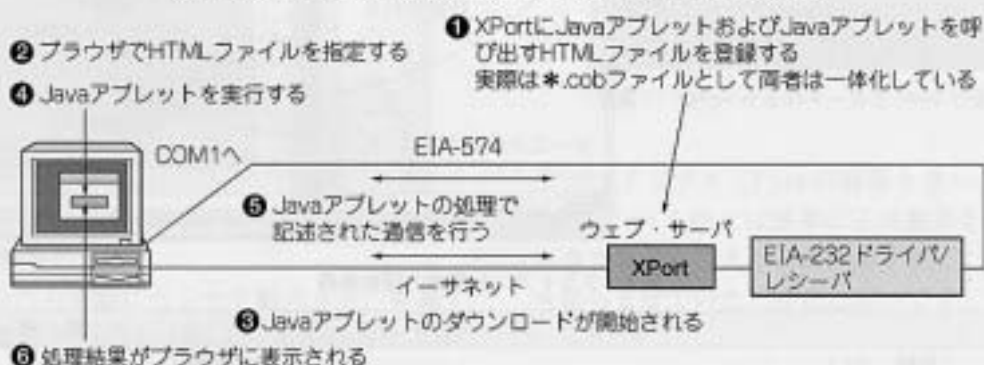 ❶ XPortにJavaアプレットおよびJavaアプレットを呼
び出すHTMLファイルを登録する
実際は*.cobファイルとして両者は一体化している
❷ ブラウザでHTMLファイルを指定する
❹ Javaアプレットを実行する
COM1へ
EIA-574
❺ Javaアプレットの処理で
記述された通信を行う
ウェブ・サーバ
XPort
EIA-232ドライバ/
レシーバ
イーサネット
❸ Javaアプレットのダウンロードが開始される
❻ 処理結果がブラウザに表示される